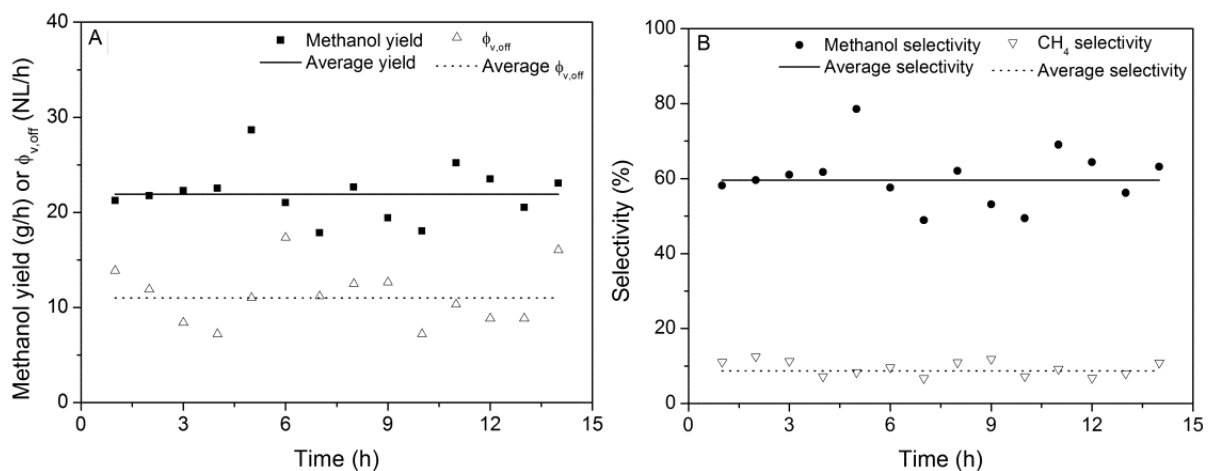 A
■ Methanol yield △ ϕv,off
Average yield Average ϕv,off
Methanol yield (g/h) or ϕv,off (NL/h)
40
30
20
10
0
0 3 6 9 12 15
Time (h)
B
● Methanol selectivity ▽ CH4 selectivity
Average selectivity Average selectivity
Selectivity (%)
100
80
60
40
20
0
0 3 6 9 12 15
Time (h)